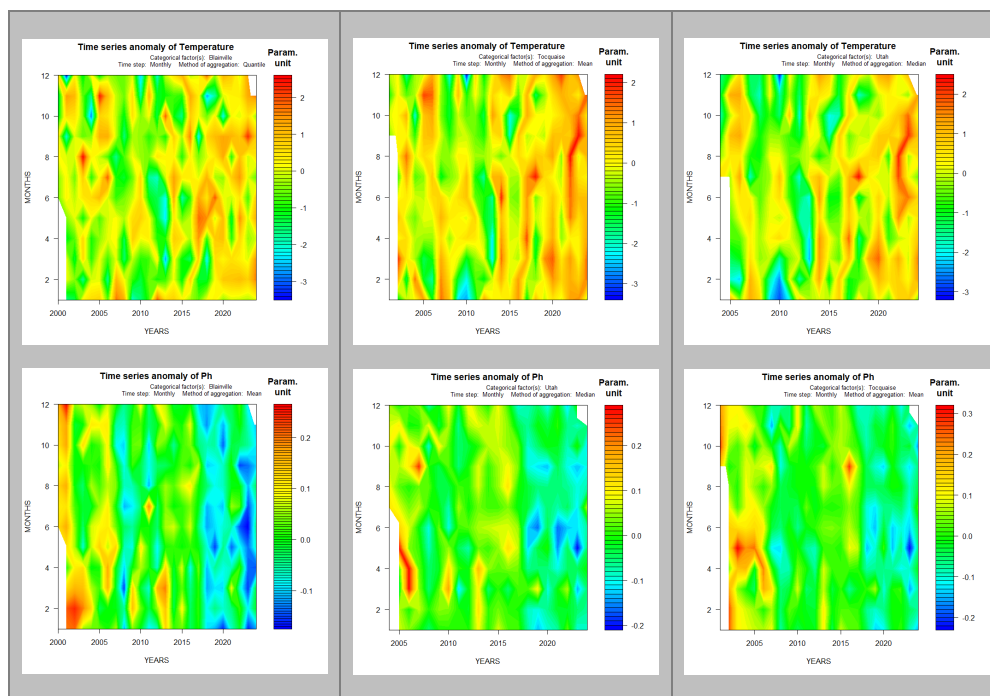 Time series anomaly of Temperature
Categorical factor(s): Blainville
Time step: Monthly Method of aggregation: Quantile
Param.
unit
12
10
8
6
4
2
MONTHS
2000 2005 2010 2015 2020
YEARS
2
1
0
-1
-2
-3
Time series anomaly of Temperature
Categorical factor(s): Tocquaise
Time step: Monthly Method of aggregation: Mean
Param.
unit
12
10
8
6
4
2
MONTHS
2005 2010 2015 2020
YEARS
2
1
0
-1
-2
-3
Time series anomaly of Temperature
Categorical factor(s): Utah
Time step: Monthly Method of aggregation: Median
Param.
unit
12
10
8
6
4
2
MONTHS
2005 2010 2015 2020
YEARS
2
1
0
-1
-2
-3
Time series anomaly of Ph
Categorical factor(s): Blainville
Time step: Monthly Method of aggregation: Mean
Param.
unit
12
10
8
6
4
2
MONTHS
2000 2005 2010 2015 2020
YEARS
0.2
0.1
0.0
-0.1
Time series anomaly of Ph
Categorical factor(s): Utah
Time step: Monthly Method of aggregation: Median
Param.
unit
12
10
8
6
4
2
MONTHS
2005 2010 2015 2020
YEARS
0.2
0.1
0.0
-0.1
-0.2
Time series anomaly of Ph
Categorical factor(s): Tocquaise
Time step: Monthly Method of aggregation: Mean
Param.
unit
12
10
8
6
4
2
MONTHS
2005 2010 2015 2020
YEARS
0.3
0.2
0.1
0.0
-0.1
-0.2